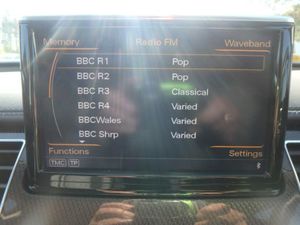 Memory Radio FM Waveband
BBC R1 Pop
BBC R2 Pop
BBC R3 Classical
BBC R4 Varied
BBCWales Varied
BBC Shrp Varied
Functions Settings
TMC TP